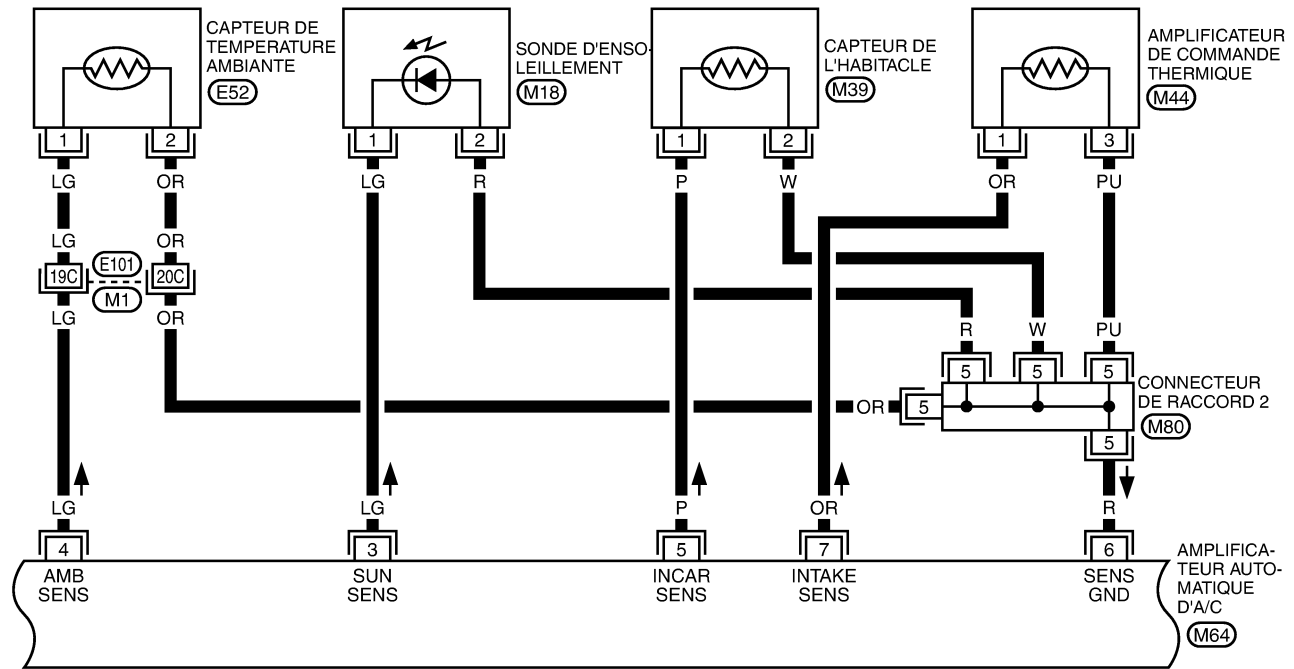 CAPTEUR DE
TEMPERATURE
AMBIANTE
E52
SONDE D'ENSO-
LEILLEMENT
M18
CAPTEUR DE
L'HABITACLE
M39
AMPLIFICATEUR
DE COMMANDE
THERMIQUE
M44
1 2 1 2 1 2 1 3
LG OR LG R P W OR PU
LG OR
19C E101 20C
M1
LG OR
R W PU
5 5 5
CONNECTEUR
DE RACCORD 2
M80
OR 5
5
LG LG P OR R
4 3 5 7 6
AMB
SENS
SUN
SENS
INCAR
SENS
INTAKE
SENS
SENS
GND
AMPLIFICA-
TEUR AUTO-
MATIQUE
D'A/C
M64